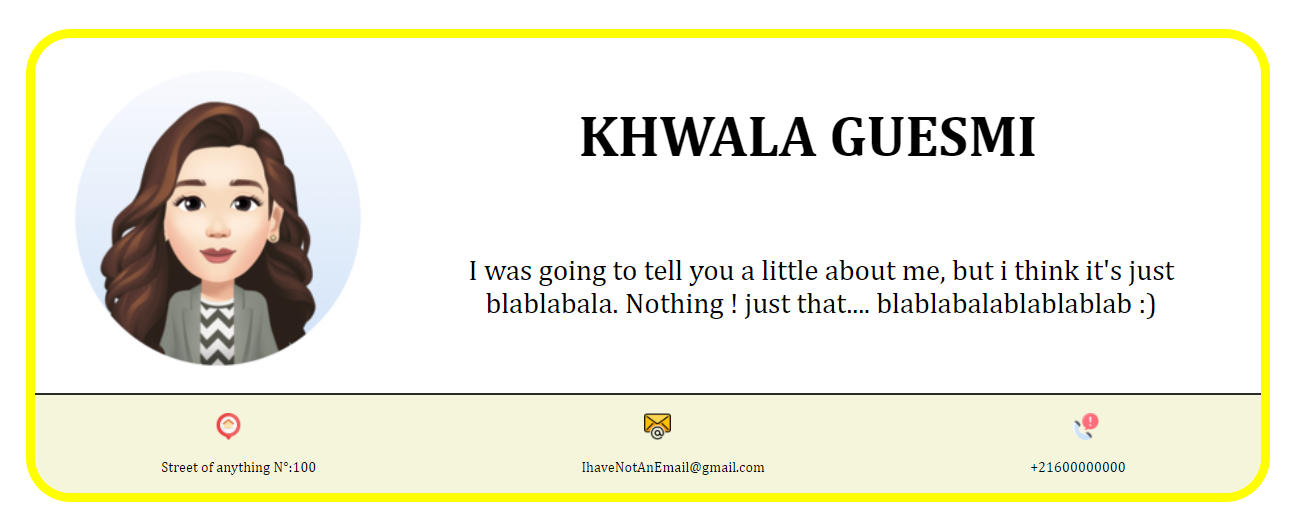 KHWALA GUESMI
I was going to tell you a little about me, but i think it's just
blablabala. Nothing ! just that.... blablabalablablablab :)
Street of anything N°:100
IhaveNotAnEmail@gmail.com
+21600000000